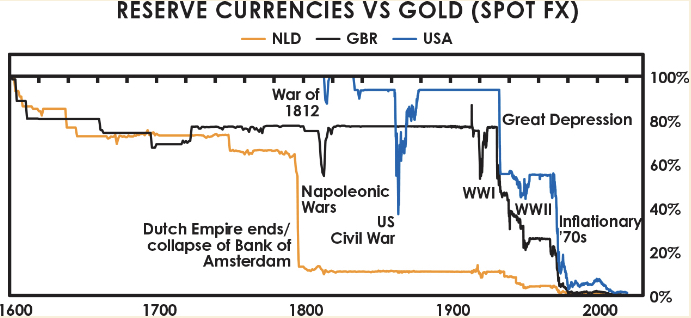 RESERVE CURRENCIES VS GOLD (SPOT FX)
NLD GBR USA
100%
War of
1812
80%
Great Depression
60%
Napoleonic
Wars
WWI
WWII
40%
US
Civil War
Inflationary
'70s
Dutch Empire ends/
collapse of Bank of
Amsterdam
20%
0%
1600 1700 1800 1900 2000